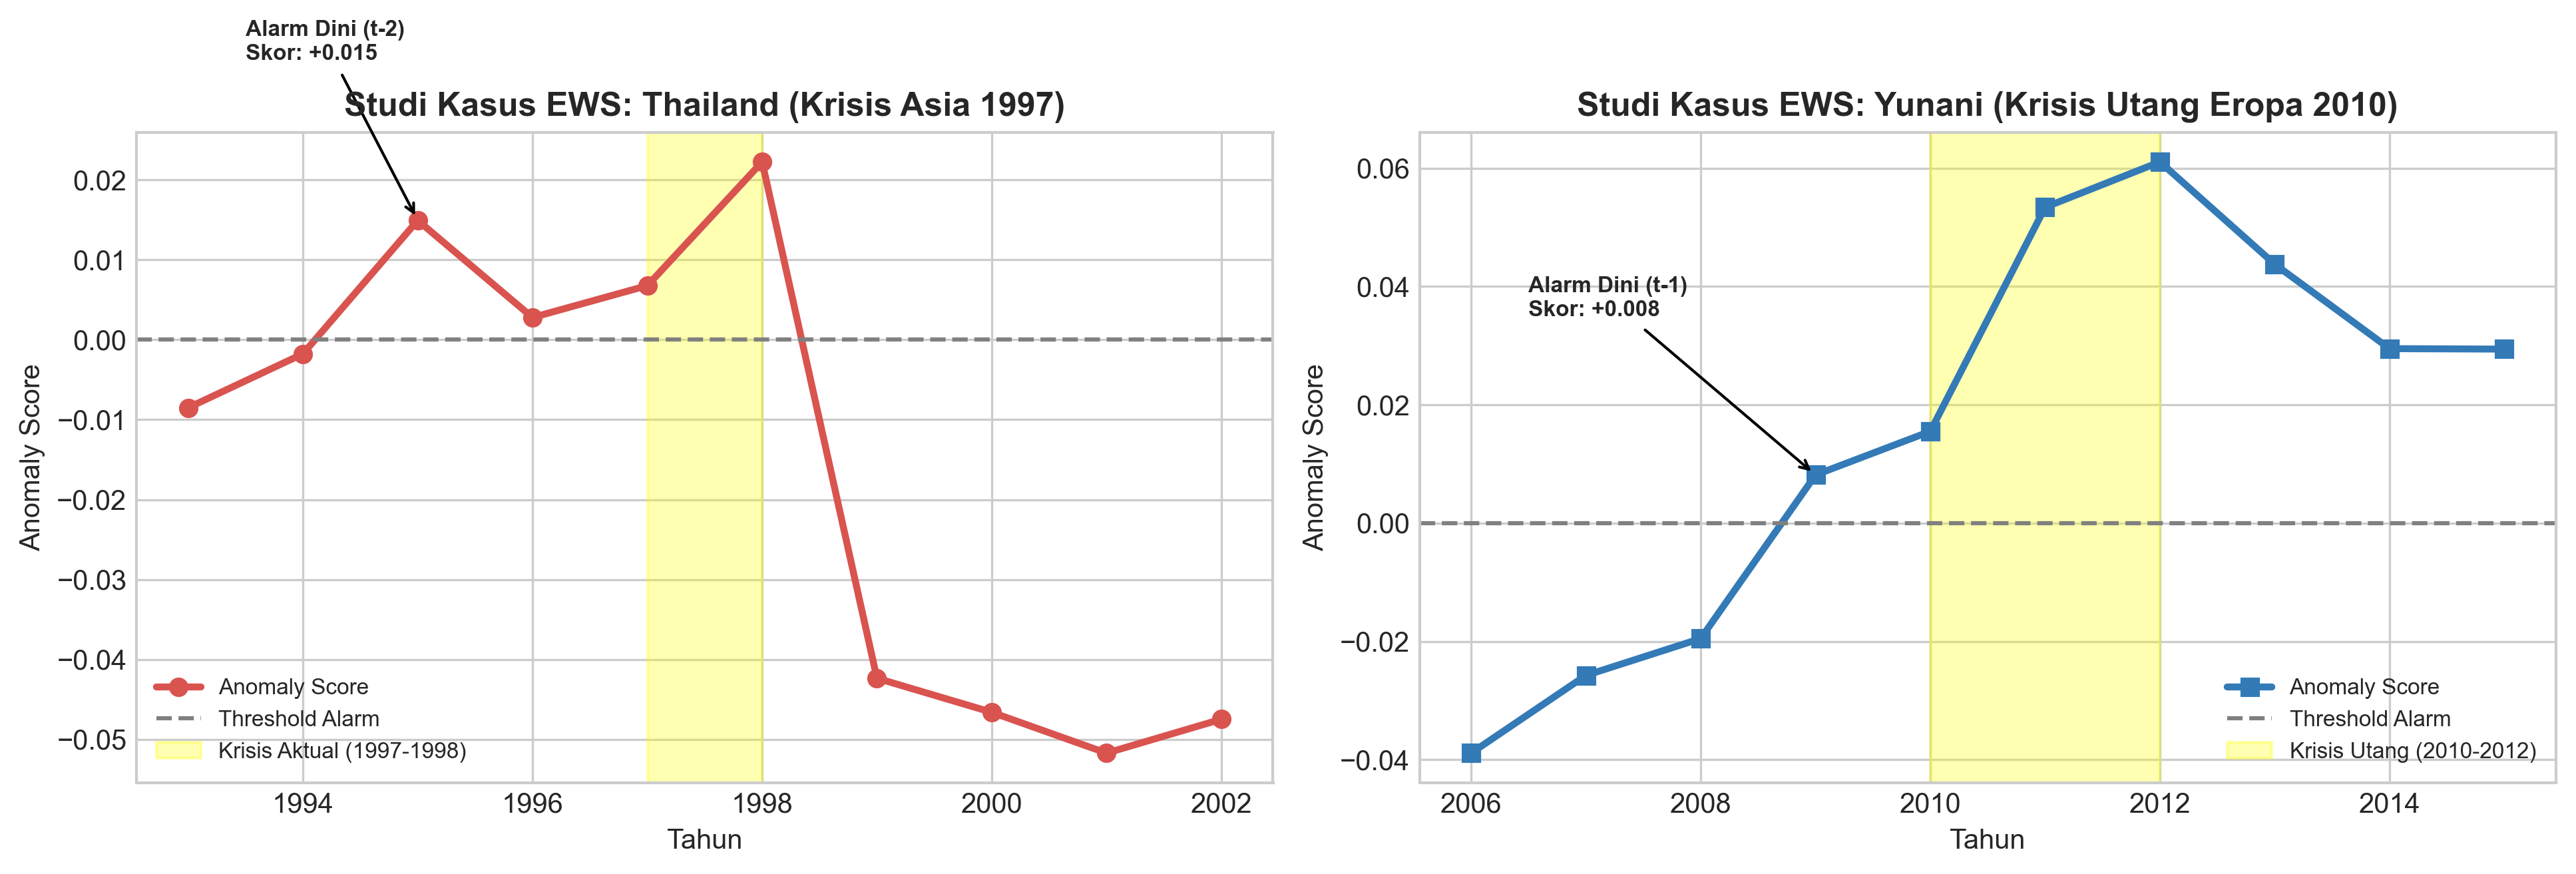 Alarm Dini (t-2)
Skor: +0.015
Studi Kasus EWS: Thailand (Krisis Asia 1997)
0.02
0.01
0.00
−0.01
−0.02
−0.03
−0.04
−0.05
Anomaly Score
Anomaly Score
Threshold Alarm
Krisis Aktual (1997-1998)
1994
1996
1998
2000
2002
Tahun
Studi Kasus EWS: Yunani (Krisis Utang Eropa 2010)
Alarm Dini (t-1)
Skor: +0.008
0.06
0.04
0.02
0.00
−0.02
−0.04
Anomaly Score
Anomaly Score
Threshold Alarm
Krisis Utang (2010-2012)
2006
2008
2010
2012
2014
Tahun